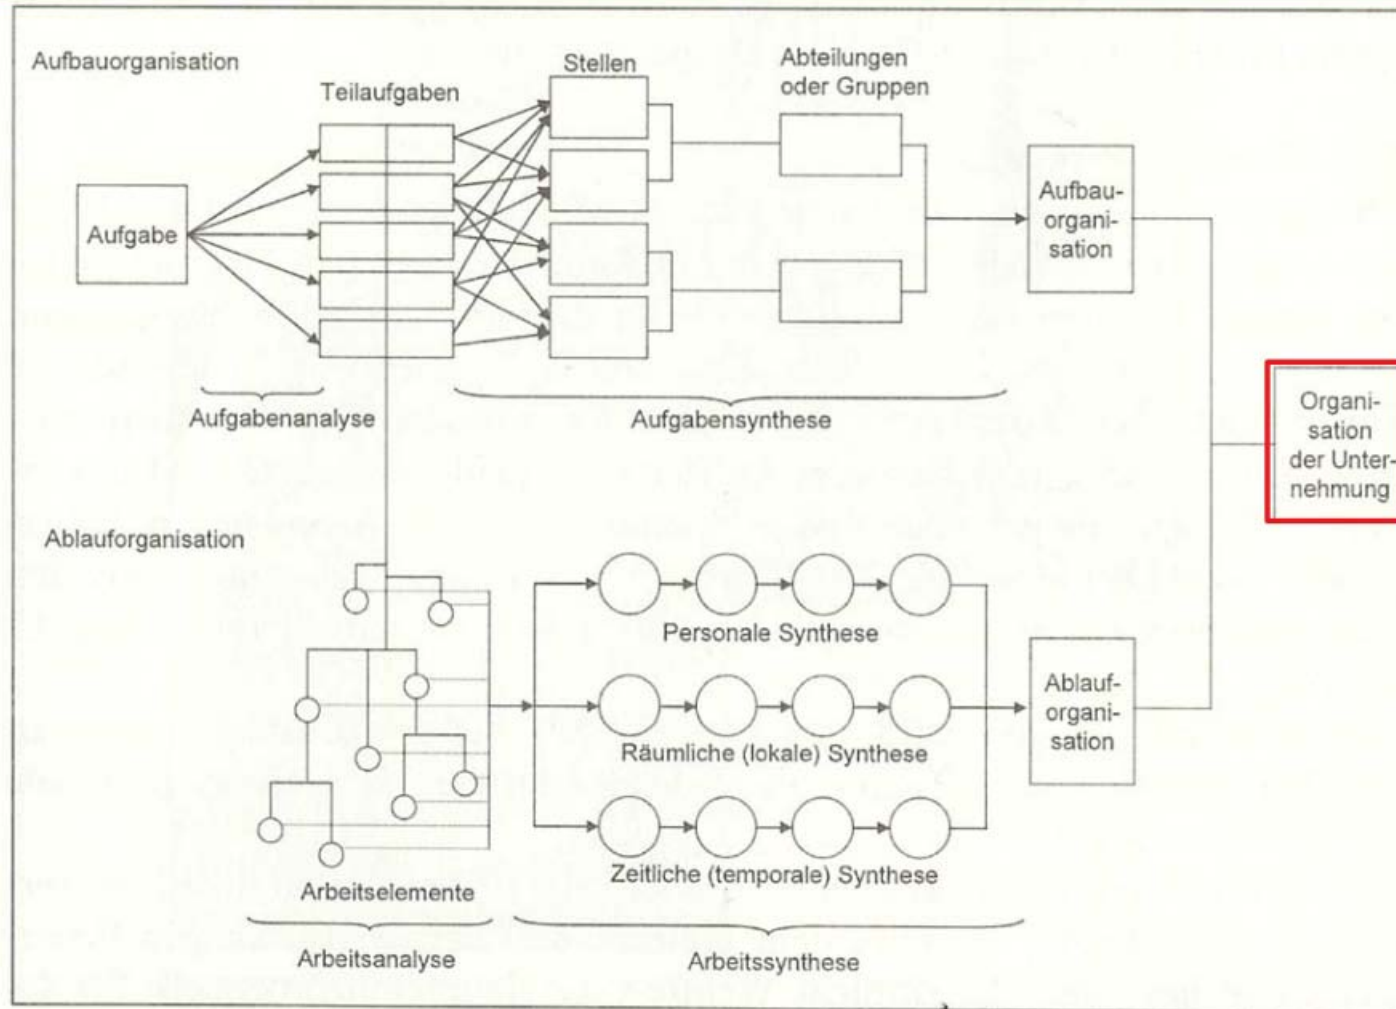 Aufbauorganisation
Teilaufgaben
Stellen
Abteilungen
oder Gruppen
Aufgabe
Aufbau-
organi-
sation
Aufgabenanalyse
Aufgabensynthese
Organi-
sation
der Unter-
nehmung
Ablauforganisation
Personale Synthese
Räumliche (lokale) Synthese
Zeitliche (temporale) Synthese
Ablauf-
organi-
sation
Arbeitselemente
Arbeitsanalyse
Arbeitssynthese